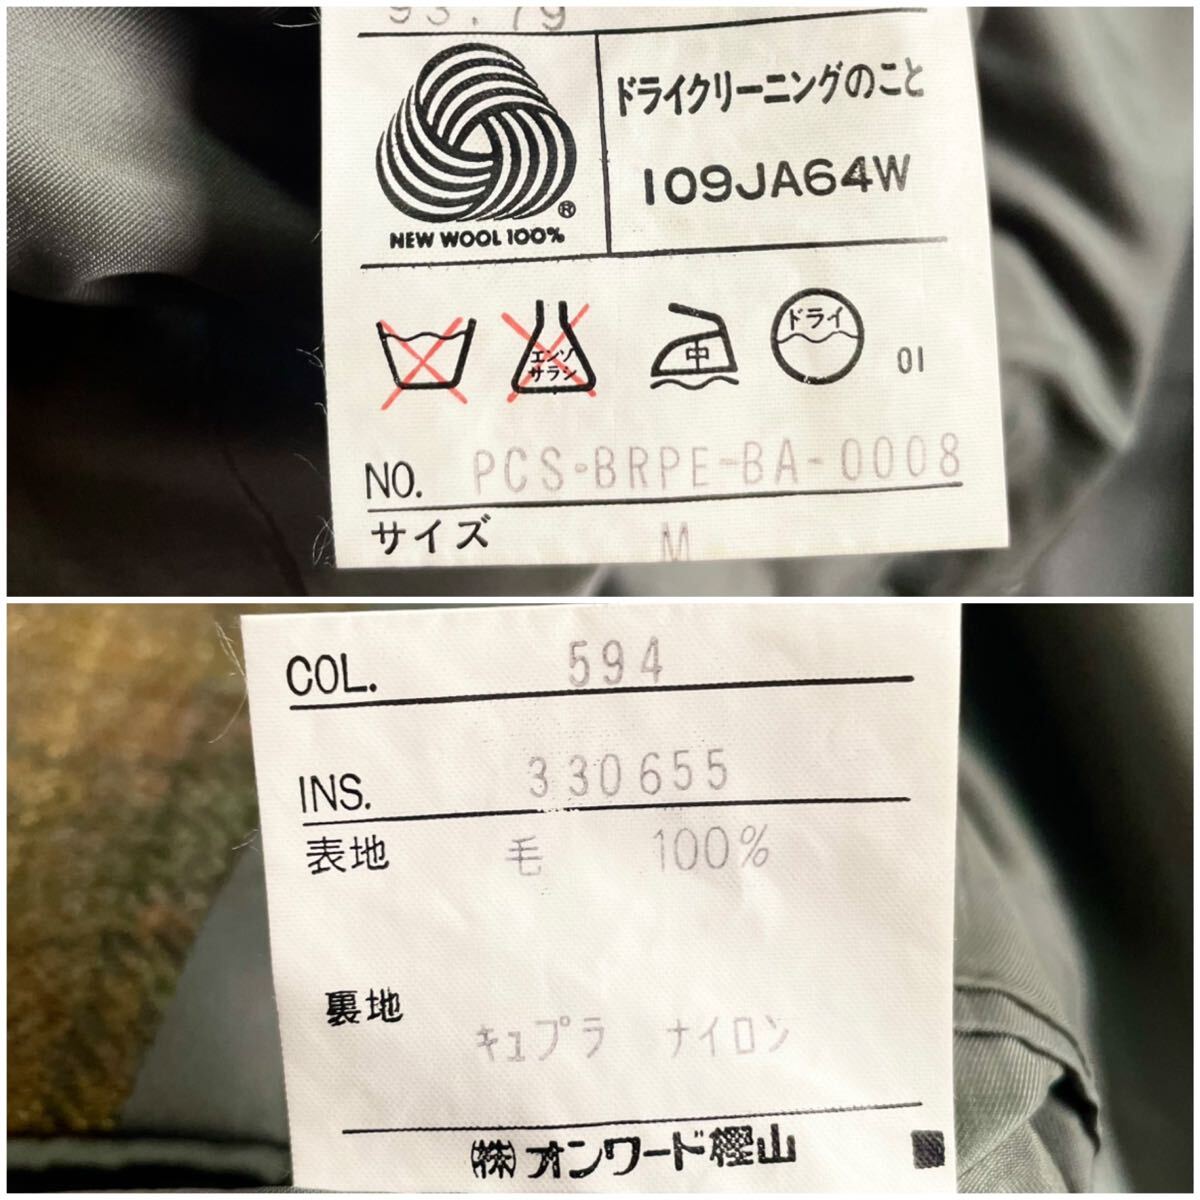 ドライクリーニングのこと
109JA64W
®
NEW WOOL 100%
エンソ
サラシ
中
ドライ
01
NO. PCS・BRPE-BA-0008
サイズ M
COL. 594
INS. 330655
表地 毛 100%
裏地
キュプラ ナイロン
㈱オンワード樫山